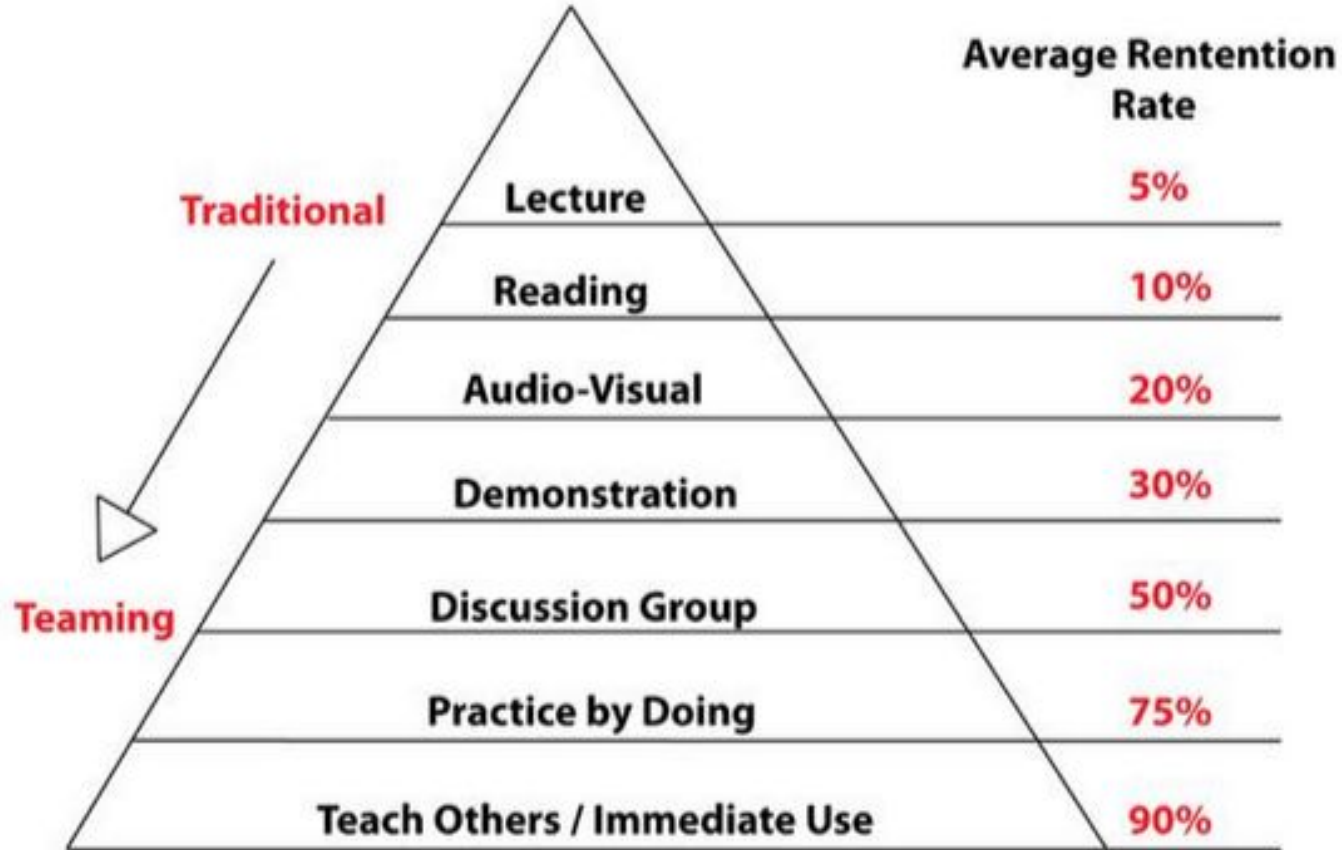 Average Rentention
Rate
Traditional
Lecture
5%
Reading
10%
Audio-Visual
20%
Demonstration
30%
Teaming
Discussion Group
50%
Practice by Doing
75%
Teach Others / Immediate Use
90%